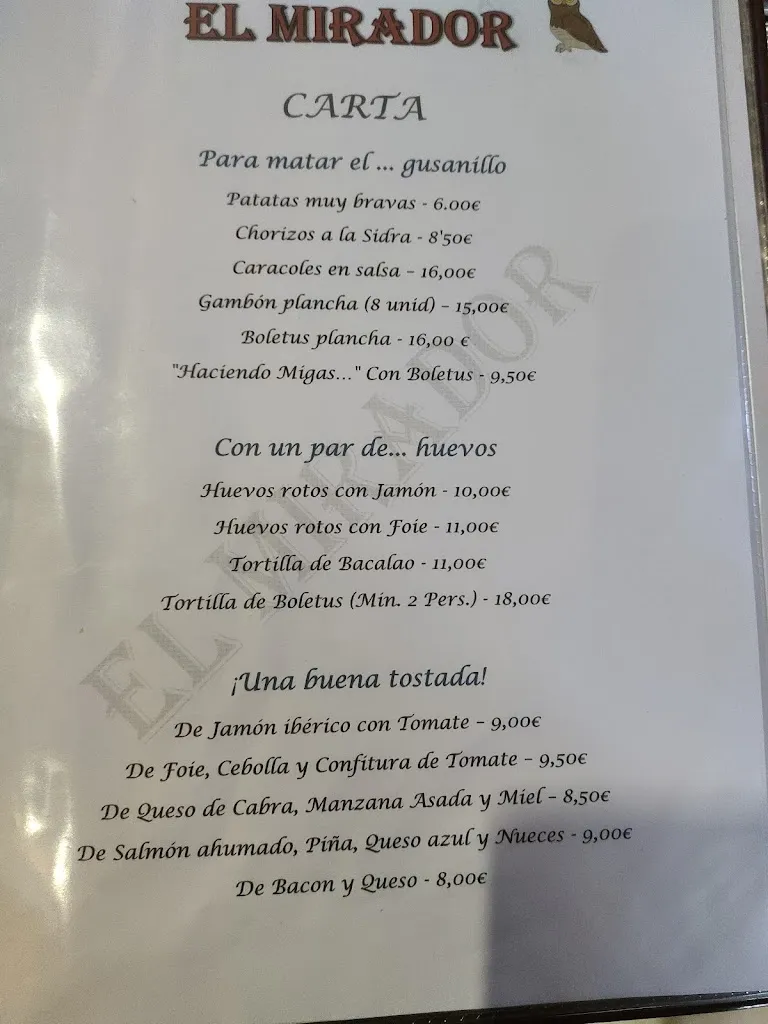 EL MIRADOR
CARTA
Para matar el ... gusanillo
Patatas muy bravas - 6.00€
Chorizos a la Sidra - 8'50€
Caracoles en salsa - 16,00€
Gambón plancha (8 unid) - 15,00€
Boletus plancha - 16,00 €
"Haciendo Migas..." Con Boletus - 9,50€
Con un par de... huevos
Huevos rotos con Jamón - 10,00€
Huevos rotos con Foie - 11,00€
Tortilla de Bacalao - 11,00€
Tortilla de Boletus (Min. 2 Pers.) - 18,00€
¡Una buena tostada!
De Jamón ibérico con Tomate - 9,00€
De Foie, Cebolla y Confitura de Tomate - 9,50€
De Queso de Cabra, Manzana Asada y Miel - 8,50€
De Salmón ahumado, Piña, Queso azul y Nueces - 9,00€
De Bacon y Queso - 8,00€
EL MIRADOR